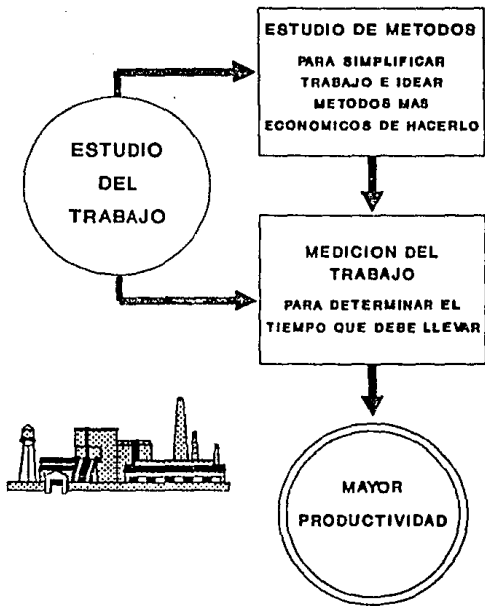 ESTUDIO
DEL
TRABAJO
ESTUDIO DE METODOS
PARA SIMPLIFICAR
TRABAJO E IDEAR
METODOS MAS
ECONOMICOS DE HACERLO
MEDICION DEL
TRABAJO
PARA DETERMINAR EL
TIEMPO QUE DEBE LLEVAR
MAYOR
PRODUCTIVIDAD